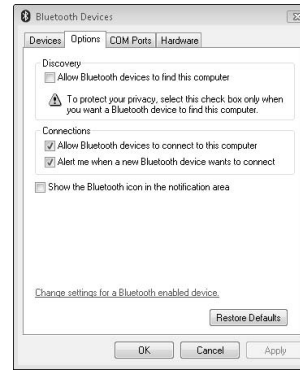 Bluetooth Devices
Devices Options COM Ports Hardware
Discovery
Allow Bluetooth devices to find this computer
To protect your privacy, select this check box only when
you want a Bluetooth device to find this computer.
Connections
Allow Bluetooth devices to connect to this computer
Alert me when a new Bluetooth device wants to connect
Show the Bluetooth icon in the notification area
Change settings for a Bluetooth enabled device.
Restore Defaults
OK Cancel Apply